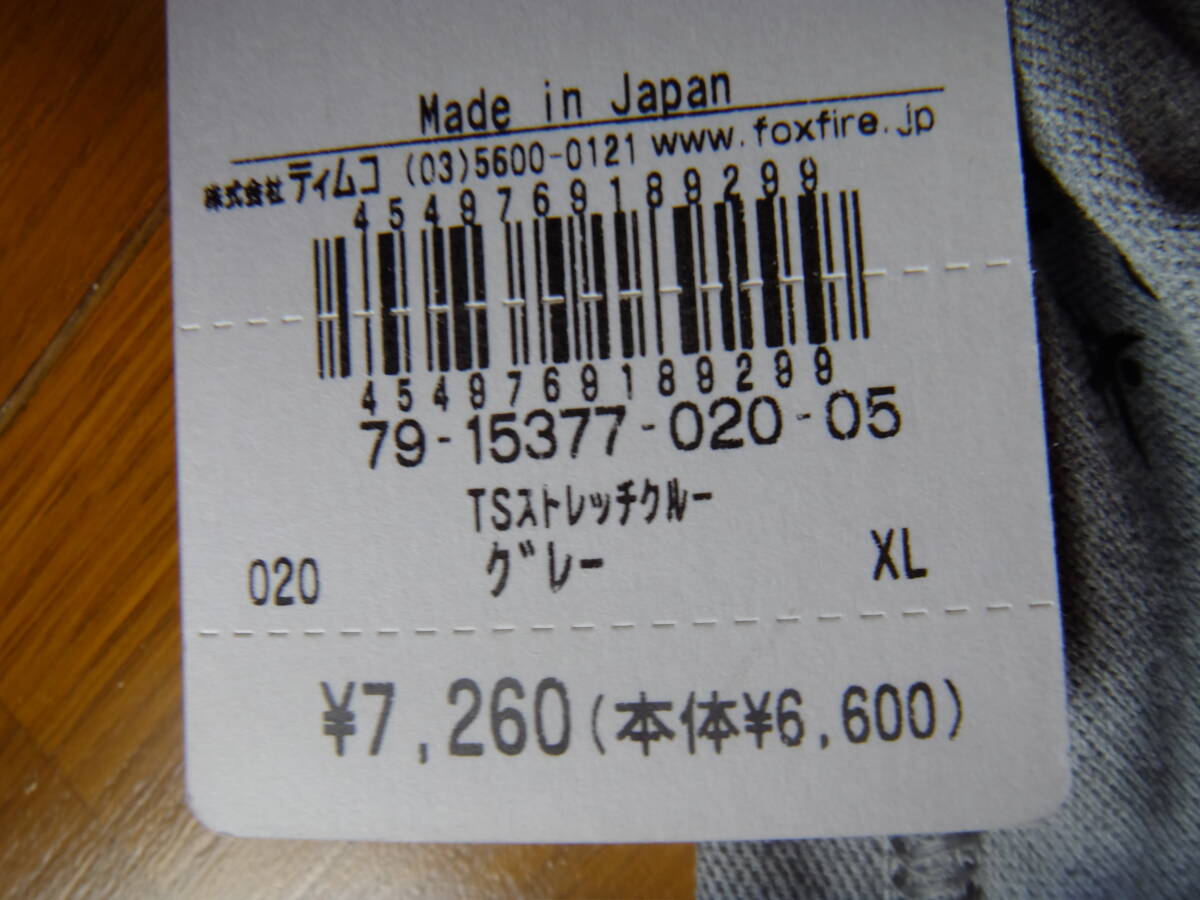 Made in Japan
株式会社 ティムコ (03)5600-0121 www.foxfire.jp
4549769189299
4549769189299
79-15377-020-05
TSストレッチクルー
020 グレー XL
¥7,260(本体¥6,600)